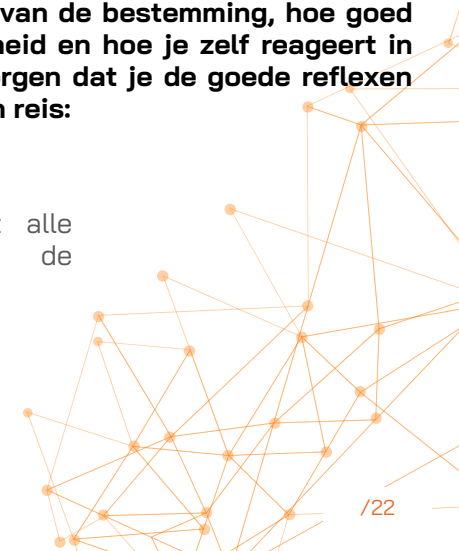 van de bestemming, hoe goed
heid en hoe je zelf reageert in
orgen dat je de goede reflexen
reis:
alle
de
/22